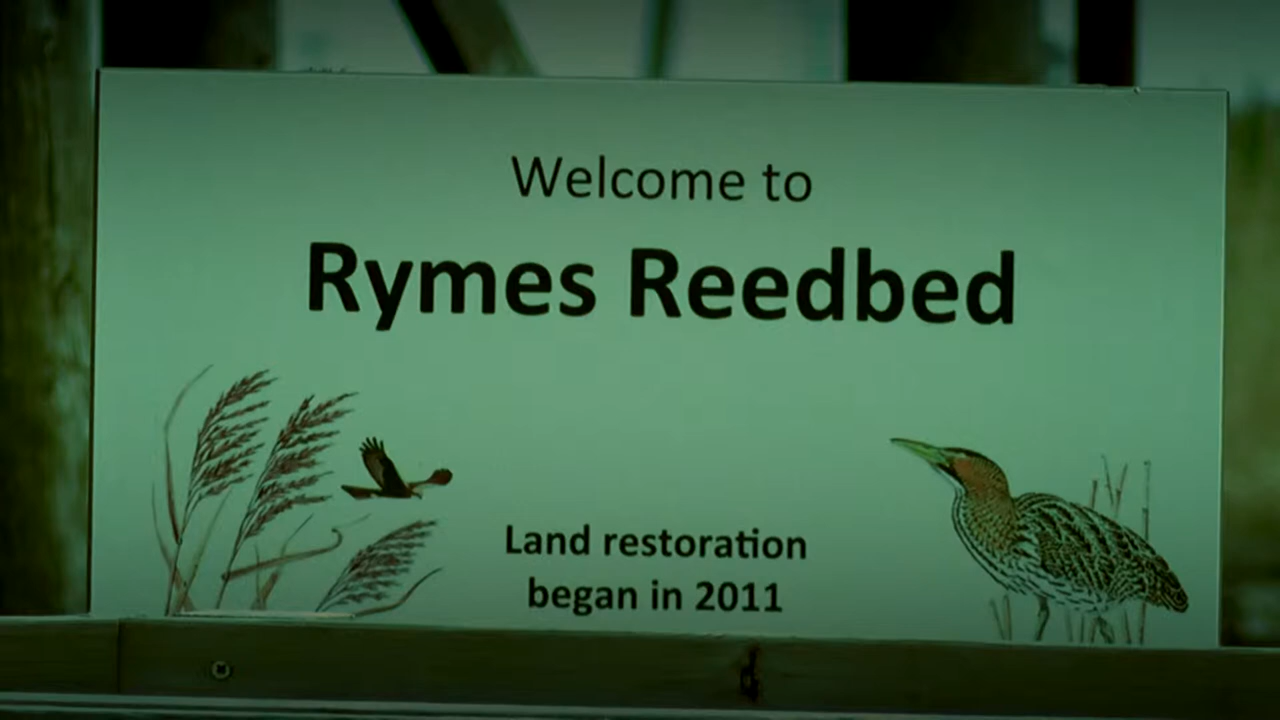 Welcome to
Rymes Reedbed
Land restoration
began in 2011